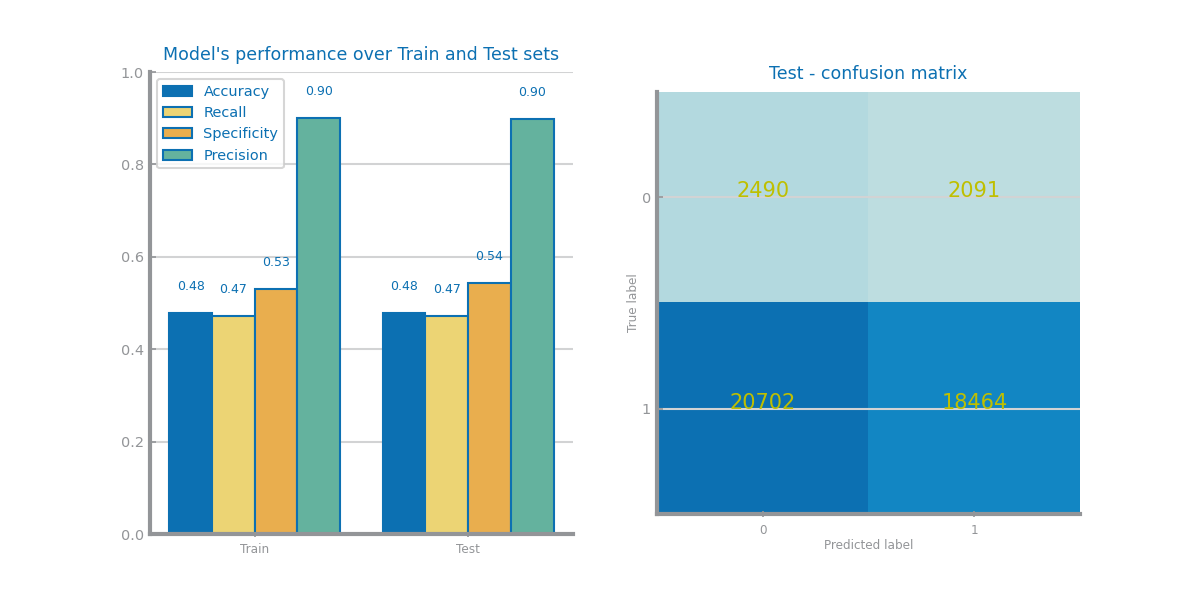 Model's performance over Train and Test sets
1.0
0.8
0.6
0.4
0.2
0.0
Accuracy
Recall
Specificity
Precision
0.48
0.47
0.53
0.90
0.48
0.47
0.54
0.90
Train
Test
Test - confusion matrix
True label
0
1
2490
2091
20702
18464
0
1
Predicted label